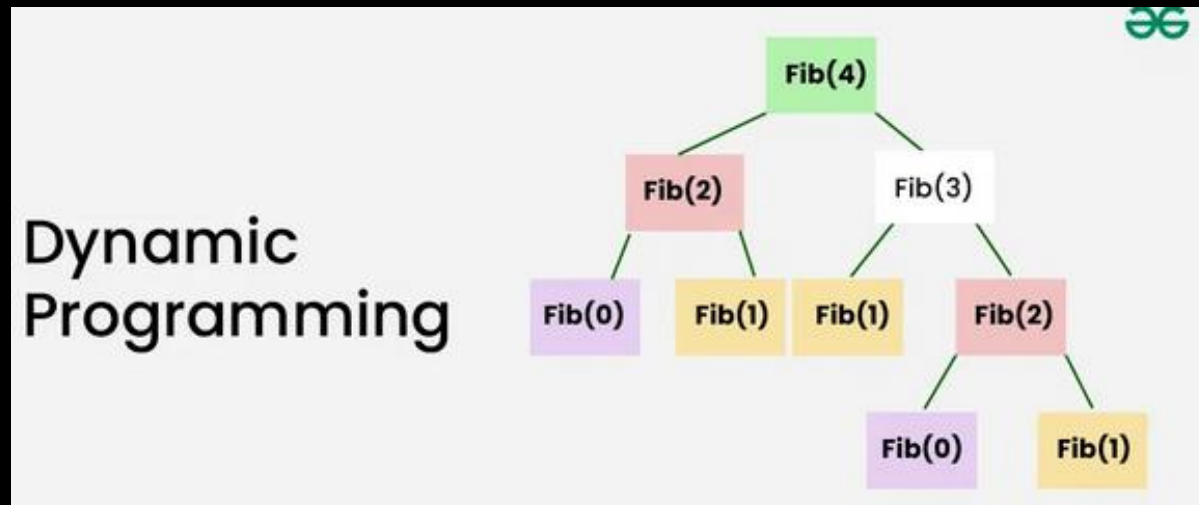 Fib(4)
Fib(2)
Fib(3)
Dynamic
Programming
Fib(0)
Fib(1)
Fib(1)
Fib(2)
Fib(0)
Fib(1)